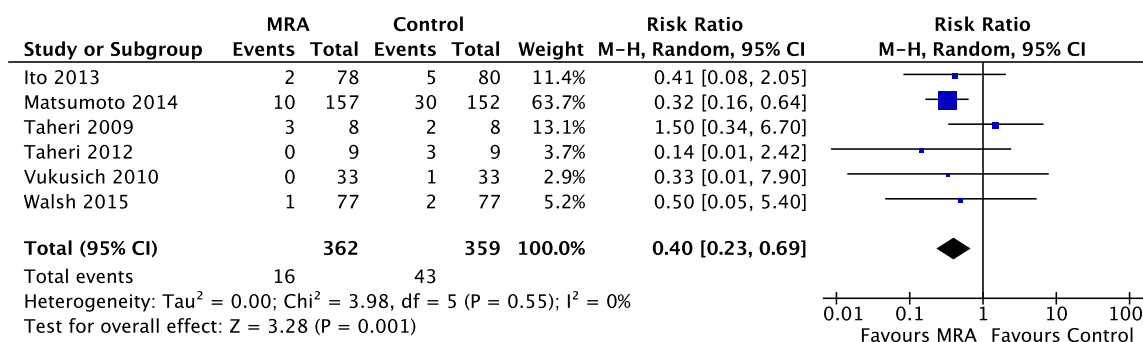 MRA Control Risk Ratio Risk Ratio
Study or Subgroup Events Total Events Total Weight M-H, Random, 95% CI M-H, Random, 95% CI
Ito 2013 2 78 5 80 11.4% 0.41 [0.08, 2.05]
Matsumoto 2014 10 157 30 152 63.7% 0.32 [0.16, 0.64]
Taheri 2009 3 8 2 8 13.1% 1.50 [0.34, 6.70]
Taheri 2012 0 9 3 9 3.7% 0.14 [0.01, 2.42]
Vukusich 2010 0 33 1 33 2.9% 0.33 [0.01, 7.90]
Walsh 2015 1 77 2 77 5.2% 0.50 [0.05, 5.40]
Total (95% CI) 362 359 100.0% 0.40 [0.23, 0.69]
Total events 16 43
Heterogeneity: Tau² = 0.00; Chi² = 3.98, df = 5 (P = 0.55); I² = 0%
Test for overall effect: Z = 3.28 (P = 0.001)
0.01 0.1 1 10 100
Favours MRA Favours Control